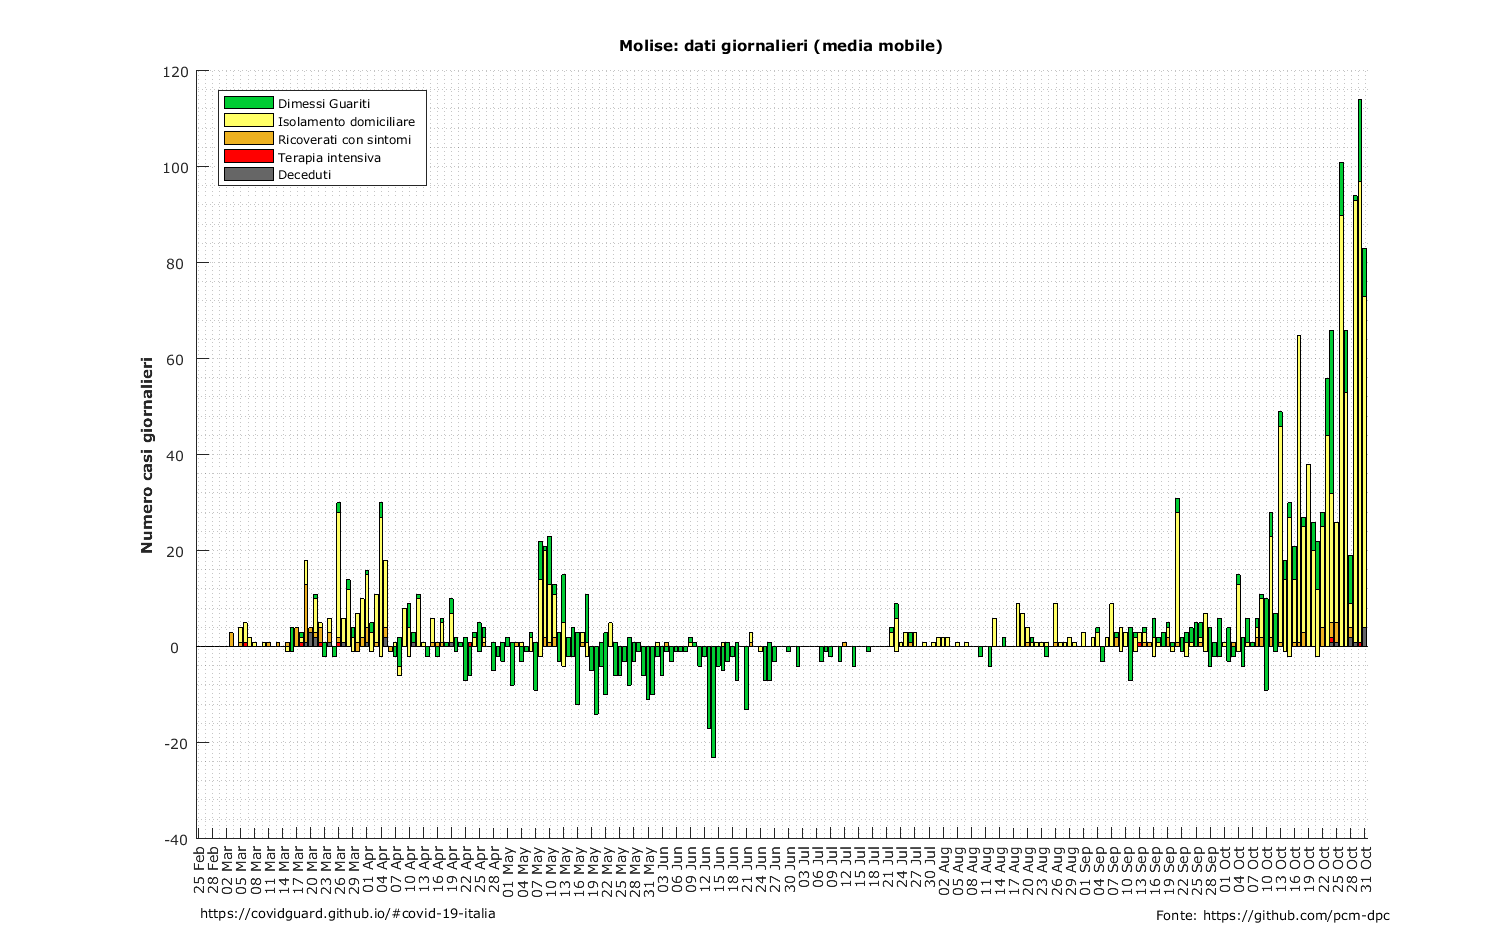 Molise: dati giornalieri (media mobile)
120
100
80
60
40
20
0
-20
-40
Numero casi giornalieri
Dimessi Guariti
Isolamento domiciliare
Ricoverati con sintomi
Terapia intensiva
Deceduti
25 Feb
28 Feb
02 Mar
05 Mar
08 Mar
11 Mar
14 Mar
17 Mar
20 Mar
23 Mar
26 Mar
29 Mar
01 Apr
04 Apr
07 Apr
10 Apr
13 Apr
16 Apr
19 Apr
22 Apr
25 Apr
28 Apr
01 May
04 May
07 May
10 May
13 May
16 May
19 May
22 May
25 May
28 May
31 May
03 Jun
06 Jun
09 Jun
12 Jun
15 Jun
18 Jun
21 Jun
24 Jun
27 Jun
30 Jun
03 Jul
06 Jul
09 Jul
12 Jul
15 Jul
18 Jul
21 Jul
24 Jul
27 Jul
30 Jul
02 Aug
05 Aug
08 Aug
11 Aug
14 Aug
17 Aug
20 Aug
23 Aug
26 Aug
29 Aug
01 Sep
04 Sep
07 Sep
10 Sep
13 Sep
16 Sep
19 Sep
22 Sep
25 Sep
28 Sep
01 Oct
04 Oct
07 Oct
10 Oct
13 Oct
16 Oct
19 Oct
22 Oct
25 Oct
28 Oct
31 Oct
https://covidguard.github.io/#covid-19-italia
Fonte: https://github.com/pcm-dpc